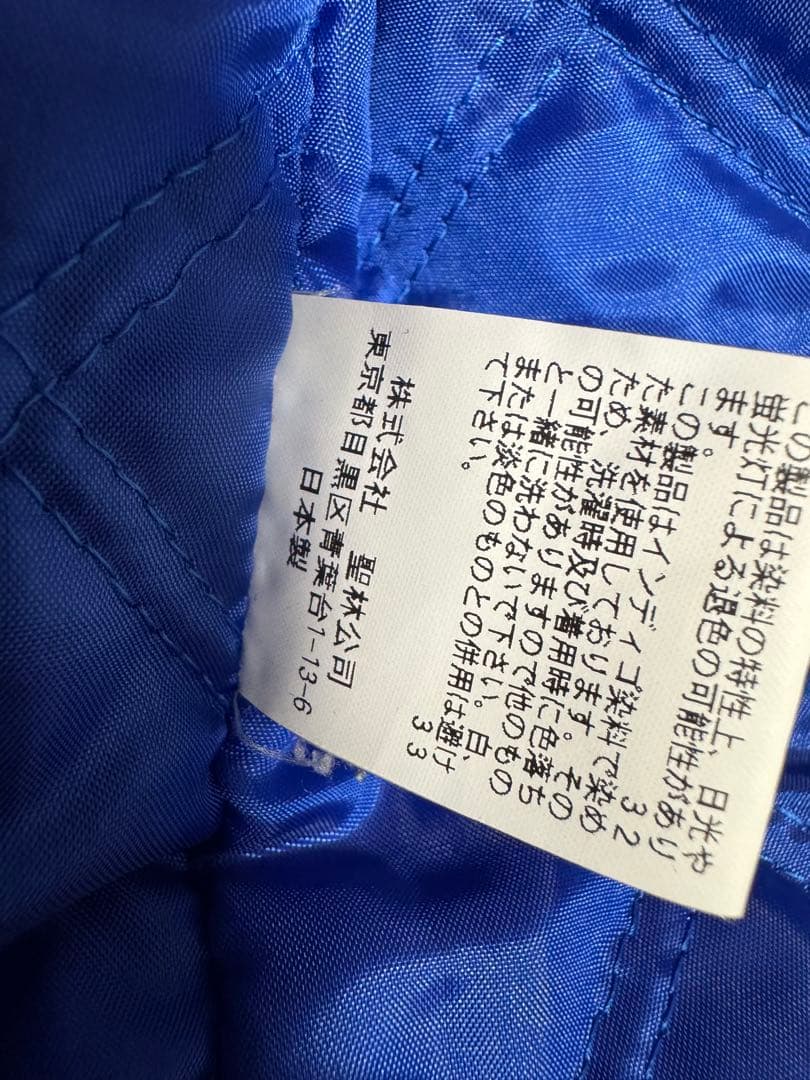 この製品は染料の特性上、日光や
蛍光灯による退色の可能性があり
ます。 32
この製品はインディゴ染料で染め
た素材を使用しております。その
ため、洗濯時及び着用時に色落ち
の可能性がありますので他のもの
と一緒に洗わないで下さい。白、
または淡色のものとの併用は避け
て下さい。 33
株式会社 聖林公司
東京都目黒区青葉台1-13-6
日本製